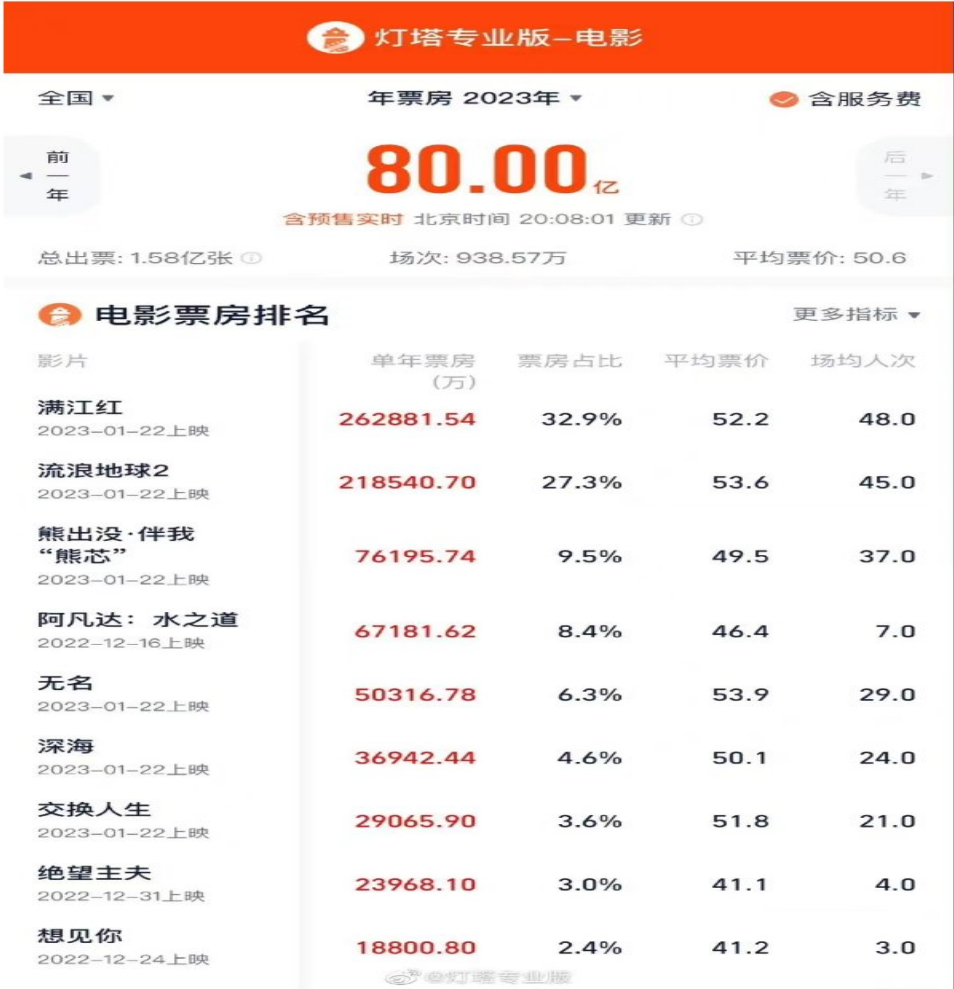 灯塔专业版-电影
全国 年票房 2023年 含服务费
前一年 80.00亿 后一年
含预售实时 北京时间 20:08:01 更新
总出票: 1.58亿张 场次: 938.57万 平均票价: 50.6
电影票房排名 更多指标
影片 单年票房 票房占比 平均票价 场均人次
(万)
满江红 262881.54 32.9% 52.2 48.0
2023-01-22上映
流浪地球2 218540.70 27.3% 53.6 45.0
2023-01-22上映
熊出没·伴我
“熊芯” 76195.74 9.5% 49.5 37.0
2023-01-22上映
阿凡达：水之道 67181.62 8.4% 46.4 7.0
2022-12-16上映
无名 50316.78 6.3% 53.9 29.0
2023-01-22上映
深海 36942.44 4.6% 50.1 24.0
2023-01-22上映
交换人生 29065.90 3.6% 51.8 21.0
2023-01-22上映
绝望主夫 23968.10 3.0% 41.1 4.0
2022-12-31上映
想见你 18800.80 2.4% 41.2 3.0
2022-12-24上映
@灯塔专业版